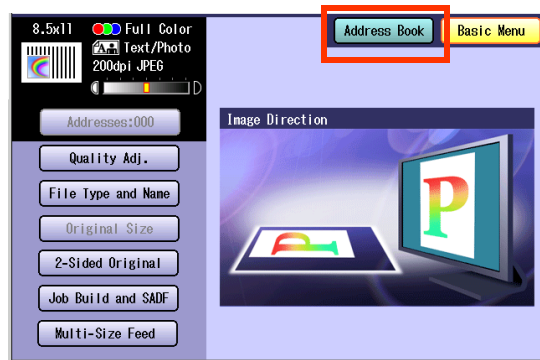 8.5x11 Full Color
Text/Photo
200dpi JPEG
Address Book
Basic Menu
Addresses:000
Quality Adj.
File Type and Name
Original Size
2-Sided Original
Job Build and SADF
Multi-Size Feed
Image Direction
P
P